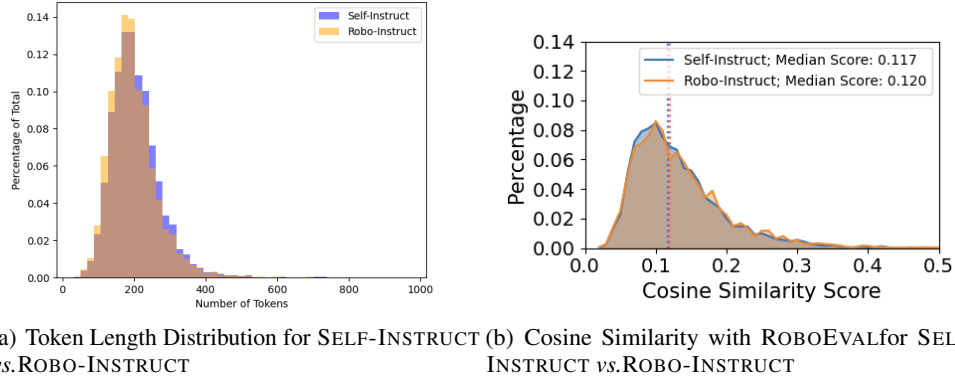 Self-Instruct
Robo-Instruct
Percentage of Total
0.14
0.12
0.10
0.08
0.06
0.04
0.02
0.00
0 200 400 600 800 1000
Number of Tokens
Self-Instruct; Median Score: 0.117
Robo-Instruct; Median Score: 0.120
Percentage
0.14
0.12
0.10
0.08
0.06
0.04
0.02
0.00
0.0 0.1 0.2 0.3 0.4 0.5
Cosine Similarity Score
a) Token Length Distribution for SELF-INSTRUCT
s.ROBO-INSTRUCT
(b) Cosine Similarity with ROBOEVALfor SEL
INSTRUCT vs.ROBO-INSTRUCT